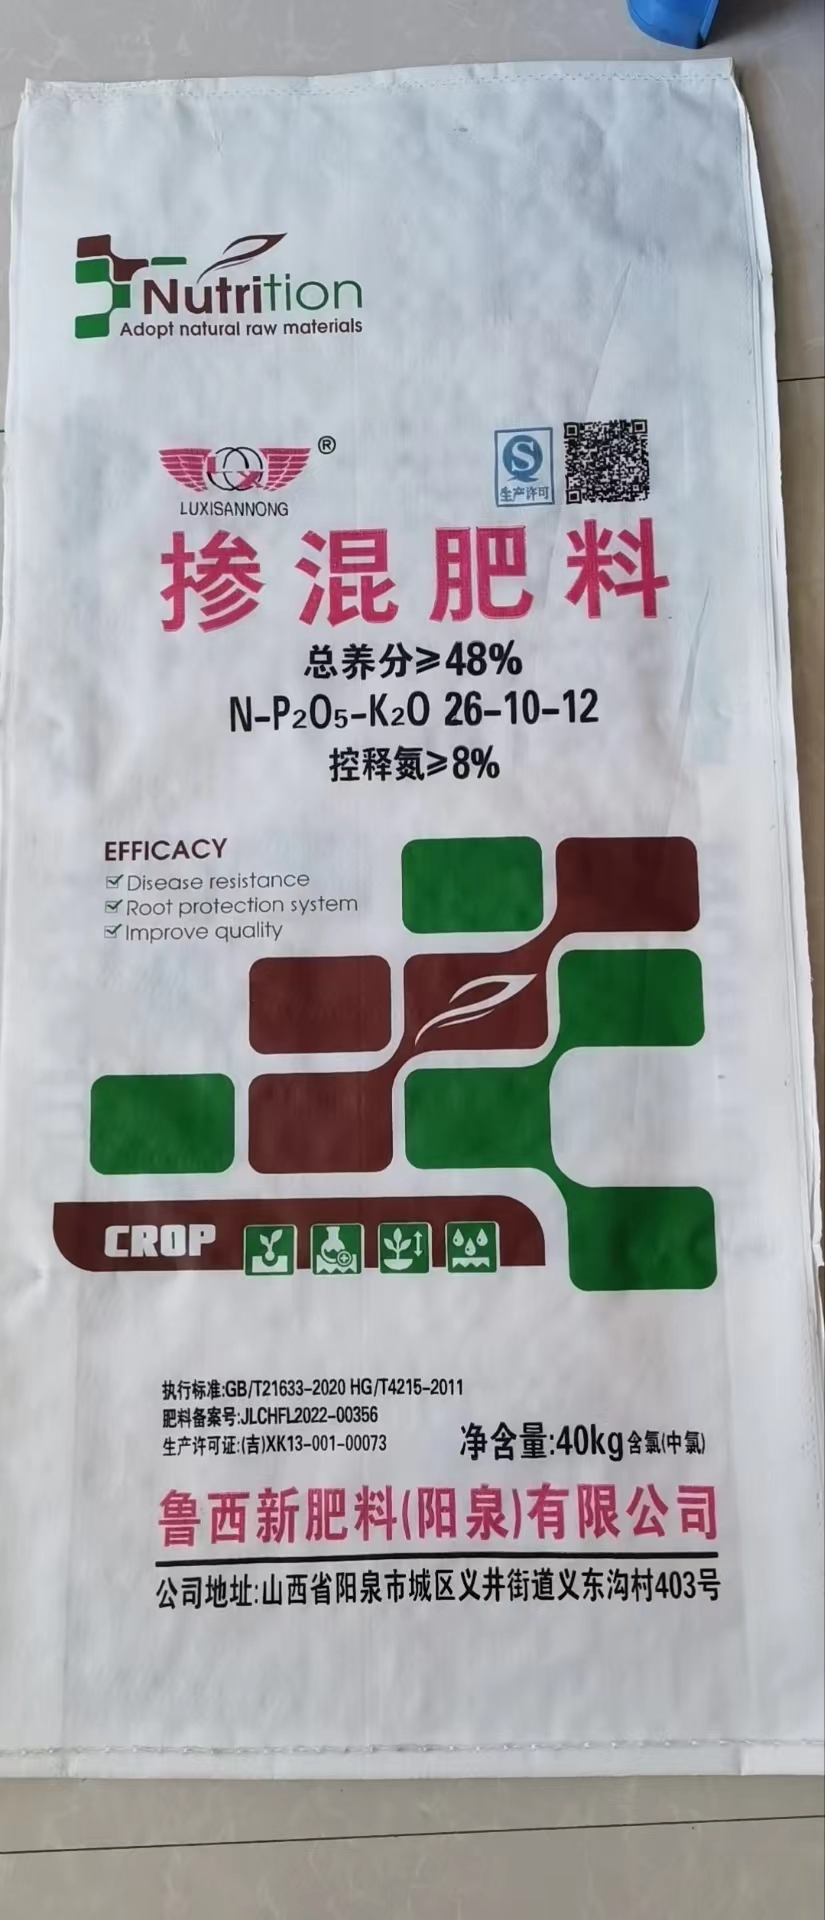 Nutrition
Adopt natural raw materials
®
LUXISANNONG
生产许可
掺混肥料
总养分≥48%
N-P2O5-K2O 26-10-12
控释氮≥8%
EFFICACY
Disease resistance
Root protection system
Improve quality
CROP
执行标准:GB/T21633-2020 HG/T4215-2011
肥料备案号:JLCHFL2022-00356
生产许可证:(吉)XK13-001-00073
净含量:40kg含氯(中氯)
鲁西新肥料(阳泉)有限公司
公司地址:山西省阳泉市城区义井街道义东沟村403号